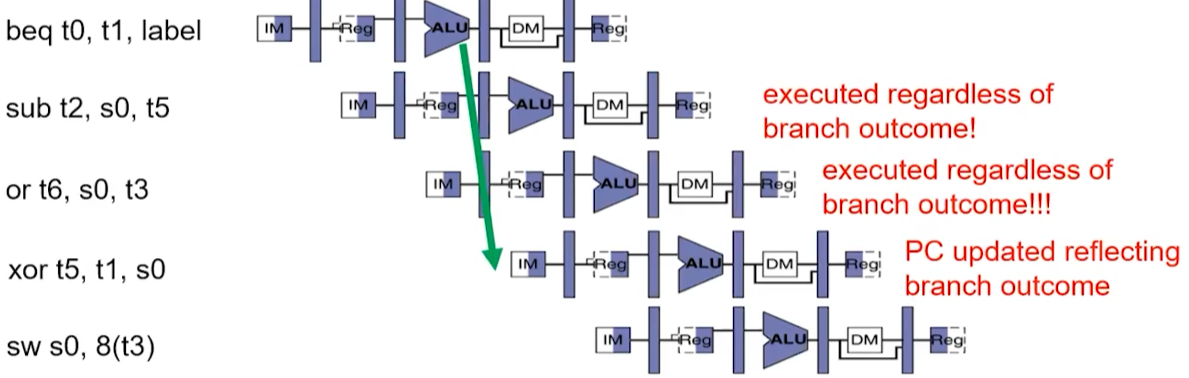 beq t0, t1, label
IM Reg ALU DM Reg
sub t2, s0, t5
IM Reg ALU DM Reg
executed regardless of
branch outcome!
or t6, s0, t3
IM Reg ALU DM Reg
executed regardless of
branch outcome!!!
xor t5, t1, s0
IM Reg ALU DM Reg
PC updated reflecting
branch outcome
sw s0, 8(t3)
IM Reg ALU DM Reg